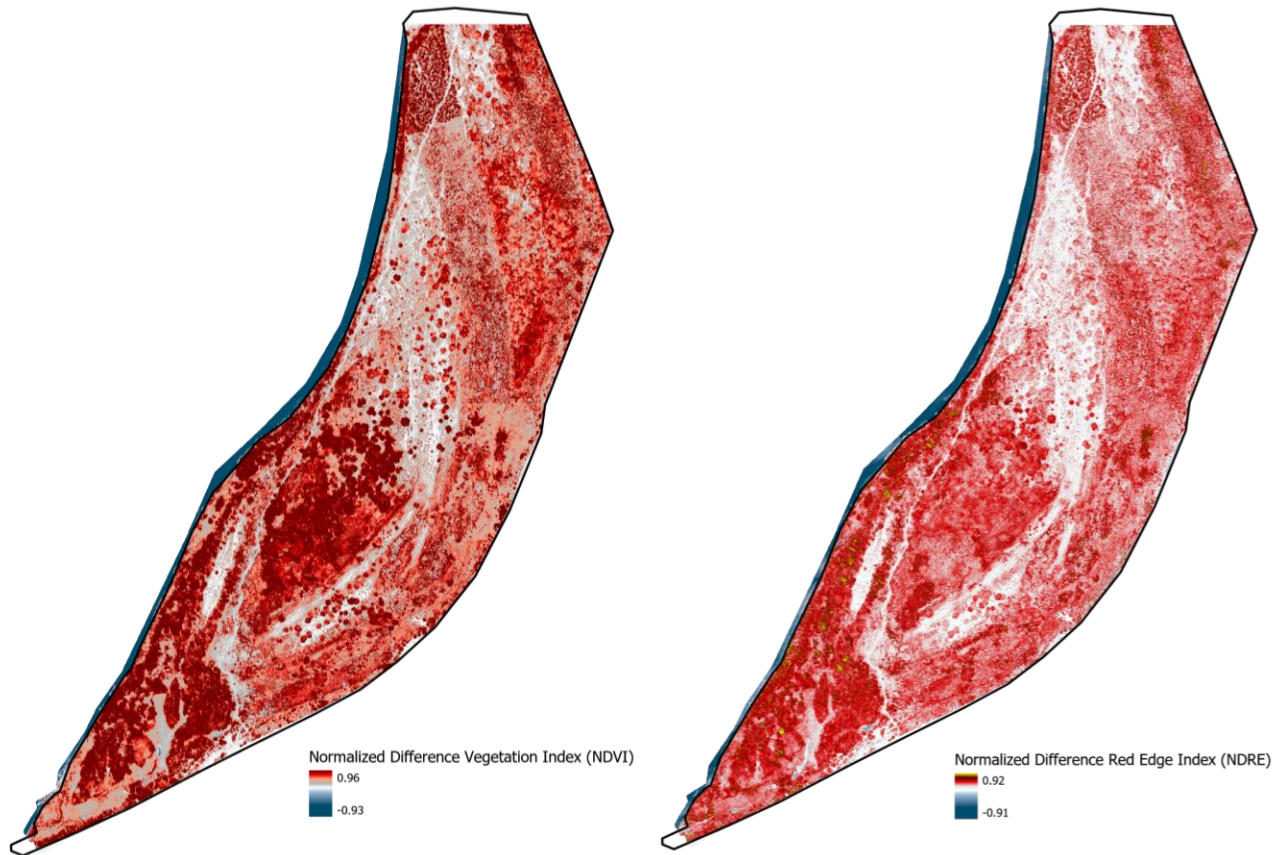 Normalized Difference Vegetation Index (NDVI)
0.96
-0.93
Normalized Difference Red Edge Index (NDRE)
0.92
-0.91